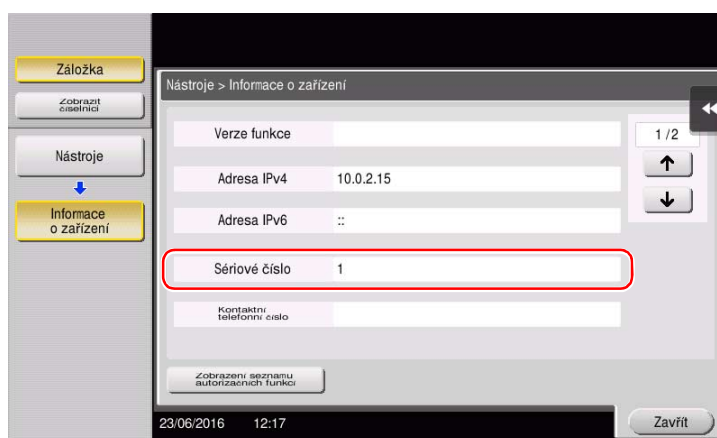 Záložka
Zobrazit
číselníci
Nástroje
Informace
o zařízení
Nástroje > Informace o zařízení
Verze funkce
1 /2
Adresa IPv4 10.0.2.15
Adresa IPv6 ::
Sériové číslo 1
Kontaktní
telefonní číslo
Zobrazení seznamu
autorizačních funkcí
23/06/2016 12:17
Zavřít